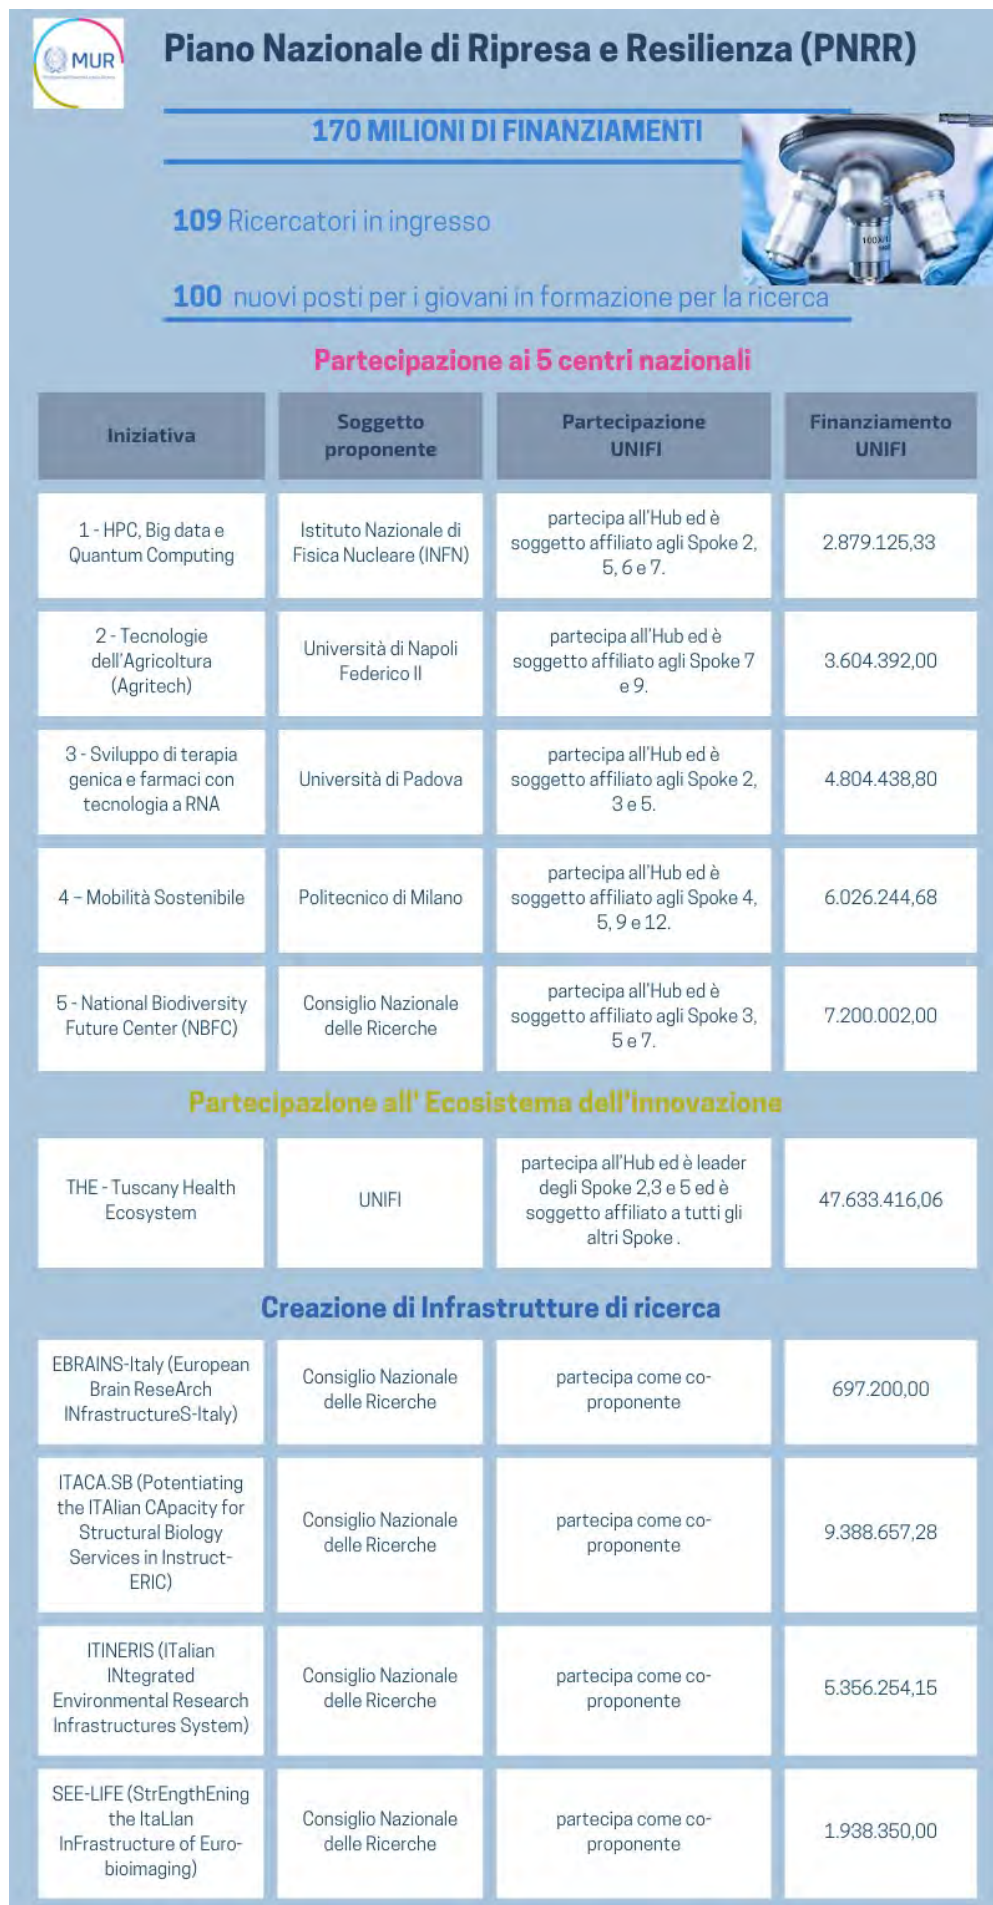 MUR
Piano Nazionale di Ripresa e Resilienza (PNRR)
170 MILIONI DI FINANZIAMENTI
109 Ricercatori in ingresso
100 nuovi posti per i giovani in formazione per la ricerca
Partecipazione ai 5 centri nazionali
Iniziativa
Soggetto
proponente
Partecipazione
UNIFI
Finanziamento
UNIFI
1 - HPC, Big data e
Quantum Computing
Istituto Nazionale di
Fisica Nucleare (INFN)
partecipa all'Hub ed è
soggetto affiliato agli Spoke 2,
5, 6 e 7.
2.879.125,33
2 - Tecnologie
dell'Agricoltura
(Agritech)
Università di Napoli
Federico II
partecipa all'Hub ed è
soggetto affiliato agli Spoke 7
e 9.
3.604.392,00
3 - Sviluppo di terapia
genica e farmaci con
tecnologia a RNA
Università di Padova
partecipa all'Hub ed è
soggetto affiliato agli Spoke 2,
3 e 5.
4.804.438,80
4 – Mobilità Sostenibile
Politecnico di Milano
partecipa all'Hub ed è
soggetto affiliato agli Spoke 4,
5, 9 e 12.
6.026.244,68
5 - National Biodiversity
Future Center (NBFC)
Consiglio Nazionale
delle Ricerche
partecipa all'Hub ed è
soggetto affiliato agli Spoke 3,
5 e 7.
7.200.002,00
Partecipazione all' Ecosistema dell'Innovazione
THE - Tuscany Health
Ecosystem
UNIFI
partecipa all'Hub ed è leader
degli Spoke 2,3 e 5 ed è
soggetto affiliato a tutti gli
altri Spoke .
47.633.416,06
Creazione di Infrastrutture di ricerca
EBRAINS-Italy (European
Brain ReseArch
INfrastructureS-Italy)
Consiglio Nazionale
delle Ricerche
partecipa come co-
proponente
697.200,00
ITACA.SB (Potentiating
the ITAlian CApacity for
Structural Biology
Services in Instruct-
ERIC)
Consiglio Nazionale
delle Ricerche
partecipa come co-
proponente
9.388.657,28
ITINERIS (ITalian
INtegrated
Environmental Research
Infrastructures System)
Consiglio Nazionale
delle Ricerche
partecipa come co-
proponente
5.356.254,15
SEE-LIFE (StrEngthEning
the ItaLIan
InFrastructure of Euro-
bioimaging)
Consiglio Nazionale
delle Ricerche
partecipa come co-
proponente
1.938.350,00